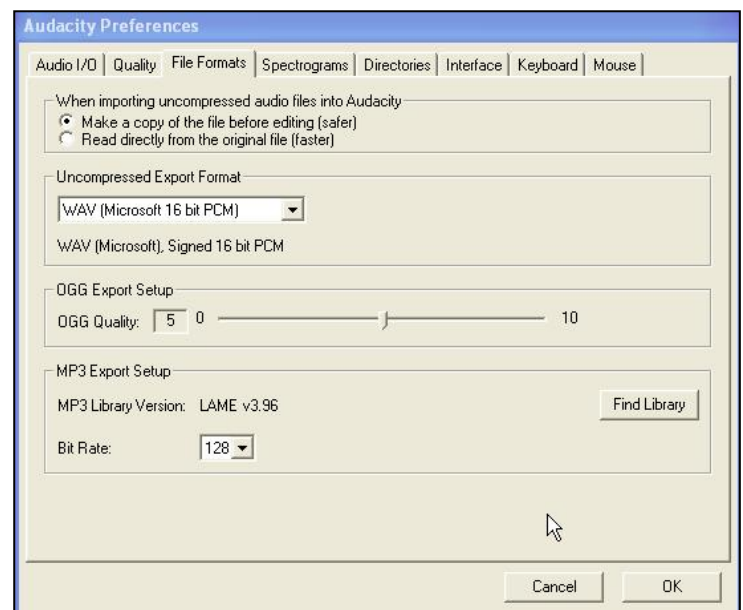 Audacity Preferences
Audio I/O Quality File Formats Spectrograms Directories Interface Keyboard Mouse
When importing uncompressed audio files into Audacity
Make a copy of the file before editing (safer)
Read directly from the original file (faster)
Uncompressed Export Format
WAV (Microsoft 16 bit PCM)
WAV (Microsoft), Signed 16 bit PCM
OGG Export Setup
OGG Quality: 5 0 10
MP3 Export Setup
MP3 Library Version: LAME v3.96 Find Library
Bit Rate: 128
Cancel OK